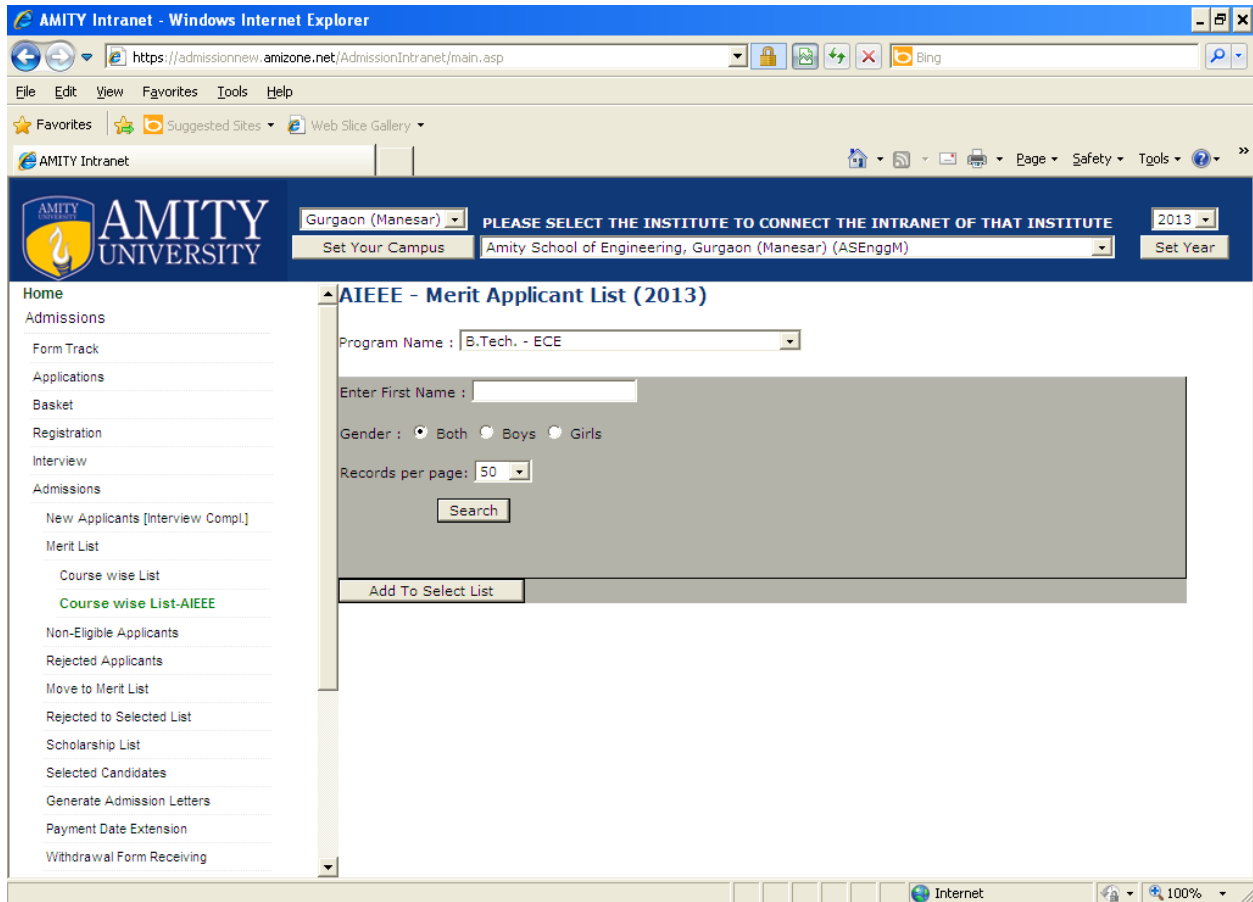 AMITY Intranet - Windows Internet Explorer
https://admissionnew.amizone.net/AdmissionIntranet/main.asp
Bing
File Edit View Favorites Tools Help
Favorites Suggested Sites Web Slice Gallery
AMITY Intranet Page Safety Tools »
AMITY
UNIVERSITY
AMITY
UNIVERSITY
Gurgaon (Manesar) PLEASE SELECT THE INSTITUTE TO CONNECT THE INTRANET OF THAT INSTITUTE 2013
Set Your Campus Amity School of Engineering, Gurgaon (Manesar) (ASEnggM) Set Year
Home
Admissions
Form Track
Applications
Basket
Registration
Interview
Admissions
New Applicants [Interview Compl.]
Merit List
Course wise List
Course wise List-AIEEE
Non-Eligible Applicants
Rejected Applicants
Move to Merit List
Rejected to Selected List
Scholarship List
Selected Candidates
Generate Admission Letters
Payment Date Extension
Withdrawal Form Receiving
AIEEE - Merit Applicant List (2013)
Program Name : B.Tech. - ECE
Enter First Name :
Gender : Both Boys Girls
Records per page: 50
Search
Add To Select List
Internet 100%